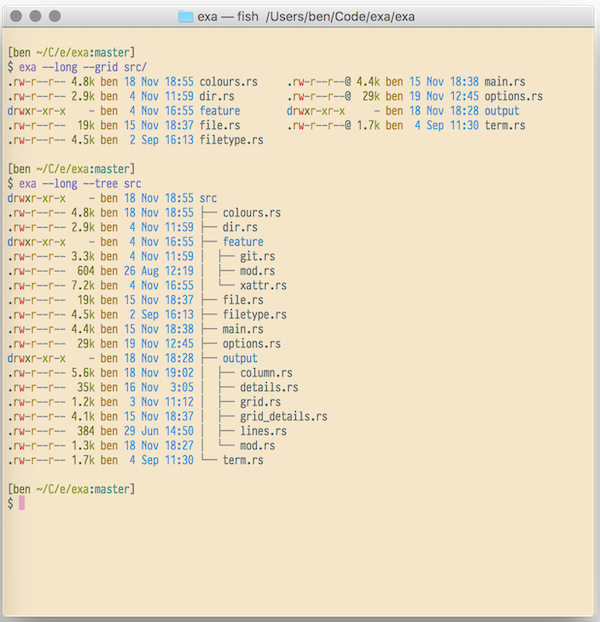 exa — fish /Users/ben/Code/exa/exa
[ben ~/C/e/exa:master]
$ exa --long --grid src/
.rw-r--r-- 4.8k ben 18 Nov 18:55 colours.rs .rw-r--r--@ 4.4k ben 15 Nov 18:38 main.rs
.rw-r--r-- 2.9k ben 4 Nov 11:59 dir.rs .rw-r--r--@ 29k ben 19 Nov 12:45 options.rs
drwxr-xr-x - ben 4 Nov 16:55 feature drwxr-xr-x - ben 18 Nov 18:28 output
.rw-r--r-- 19k ben 15 Nov 18:37 file.rs .rw-r--r--@ 1.7k ben 4 Sep 11:30 term.rs
.rw-r--r-- 4.5k ben 2 Sep 16:13 filetype.rs
[ben ~/C/e/exa:master]
$ exa --long --tree src
drwxr-xr-x - ben 18 Nov 18:55 src
.rw-r--r-- 4.8k ben 18 Nov 18:55 ├── colours.rs
.rw-r--r-- 2.9k ben 4 Nov 11:59 ├── dir.rs
drwxr-xr-x - ben 4 Nov 16:55 ├── feature
.rw-r--r-- 3.3k ben 4 Nov 11:59 │ ├── git.rs
.rw-r--r-- 604 ben 26 Aug 12:19 │ ├── mod.rs
.rw-r--r-- 7.2k ben 4 Nov 16:55 │ └── xattr.rs
.rw-r--r-- 19k ben 15 Nov 18:37 ├── file.rs
.rw-r--r-- 4.5k ben 2 Sep 16:13 ├── filetype.rs
.rw-r--r-- 4.4k ben 15 Nov 18:38 ├── main.rs
.rw-r--r-- 29k ben 19 Nov 12:45 ├── options.rs
drwxr-xr-x - ben 18 Nov 18:28 ├── output
.rw-r--r-- 5.6k ben 18 Nov 19:02 │ ├── column.rs
.rw-r--r-- 35k ben 16 Nov 3:05 │ ├── details.rs
.rw-r--r-- 1.2k ben 3 Nov 11:12 │ ├── grid.rs
.rw-r--r-- 4.1k ben 15 Nov 18:37 │ ├── grid_details.rs
.rw-r--r-- 384 ben 29 Jun 14:50 │ ├── lines.rs
.rw-r--r-- 1.3k ben 18 Nov 18:27 │ └── mod.rs
.rw-r--r-- 1.7k ben 4 Sep 11:30 └── term.rs
[ben ~/C/e/exa:master]
$